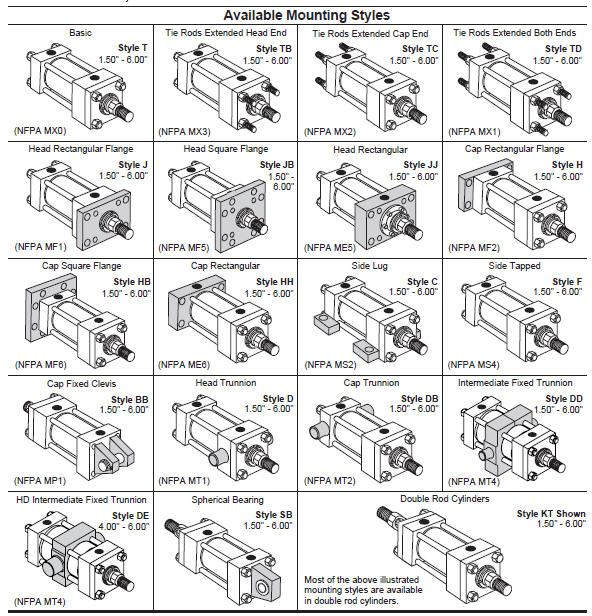 Available Mounting Styles
Basic
Style T
1.50" - 6.00"
(NFPA MX0)
Tie Rods Extended Head End
Style TB
1.50" - 6.00"
(NFPA MX3)
Tie Rods Extended Cap End
Style TC
1.50" - 6.00"
(NFPA MX2)
Tie Rods Extended Both Ends
Style TD
1.50" - 6.00"
(NFPA MX1)
Head Rectangular Flange
Style J
1.50" - 6.00"
(NFPA MF1)
Head Square Flange
Style JB
1.50" -
6.00"
(NFPA MF5)
Head Rectangular
Style JJ
1.50" - 6.00"
(NFPA ME5)
Cap Rectangular Flange
Style H
1.50" - 6.00"
(NFPA MF2)
Cap Square Flange
Style HB
1.50" - 6.00"
(NFPA MF6)
Cap Rectangular
Style HH
1.50" - 6.00"
(NFPA ME6)
Side Lug
Style C
1.50" - 6.00"
(NFPA MS2)
Side Tapped
Style F
1.50" - 6.00"
(NFPA MS4)
Cap Fixed Clevis
Style BB
1.50" - 6.00"
(NFPA MP1)
Head Trunnion
Style D
1.50" - 6.00"
(NFPA MT1)
Cap Trunnion
Style DB
1.50" - 6.00"
(NFPA MT2)
Intermediate Fixed Trunnion
Style DD
1.50" - 6.00"
(NFPA MT4)
HD Intermediate Fixed Trunnion
Style DE
4.00" - 6.00"
(NFPA MT4)
Spherical Bearing
Style SB
1.50" - 6.00"
Double Rod Cylinders
Style KT Shown
1.50" - 6.00"
Most of the above illustrated
mounting styles are available
in double rod cylinders.